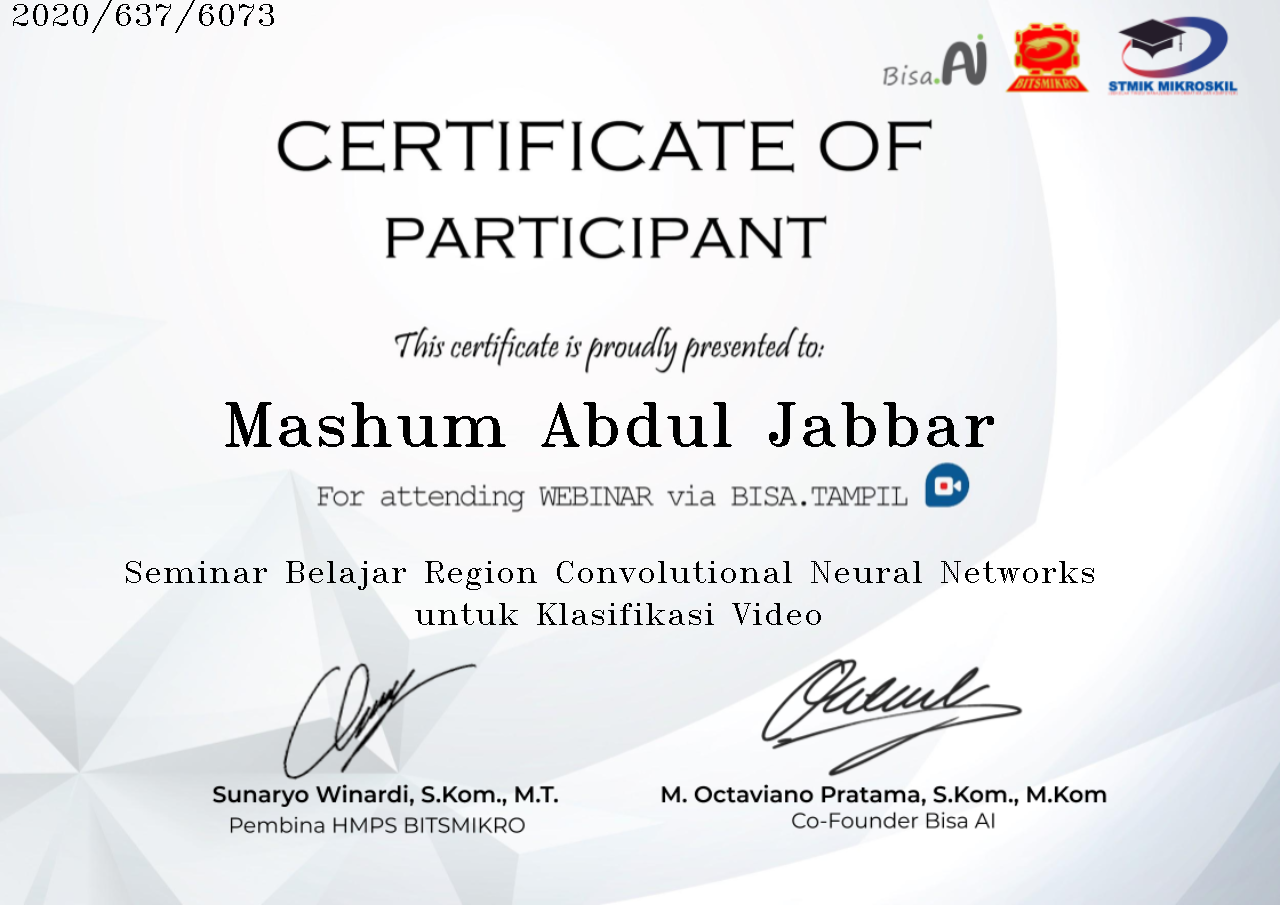 2020/637/6073
Bisa.AI
BITSMIKRO
STMIK MIKROSKIL
CERTIFICATE OF
PARTICIPANT
This certificate is proudly presented to:
Mashum Abdul Jabbar
For attending WEBINAR via BISA.TAMPIL
Seminar Belajar Region Convolutional Neural Networks
untuk Klasifikasi Video
Sunaryo Winardi, S.Kom., M.T.
Pembina HMPS BITSMIKRO
M. Octaviano Pratama, S.Kom., M.Kom
Co-Founder Bisa AI